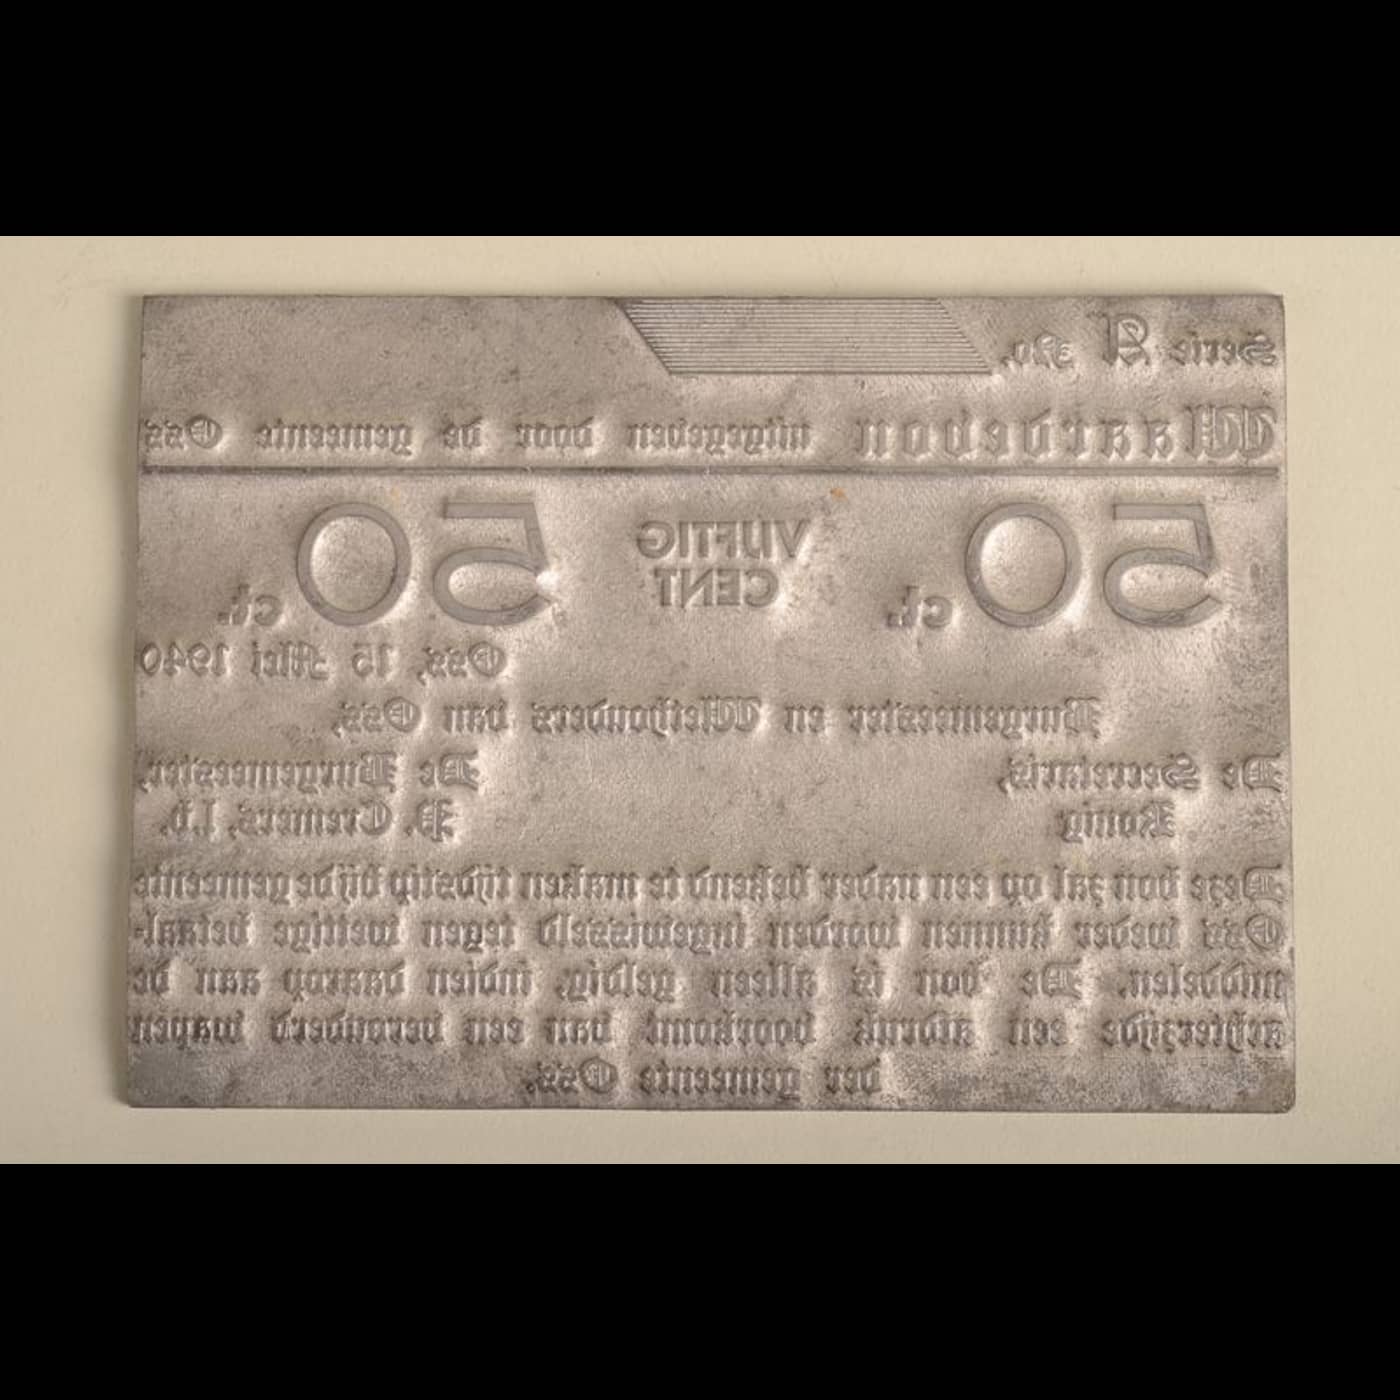 Serie A No.
Waardebon uitgegeven door de gemeente Oss
50 ct. VIJFTIG CENT 50 ct.
Oss, 15 Mei 1940
Burgemeester en Wethouders van Oss,
De Secretaris, De Burgemeester,
Konig P. Cremers, l.b.
Deze bon zal op een nader bekend te maken tijdstip bij de gemeente
Oss weder kunnen worden ingewisseld tegen wettige betaal-
middelen. De bon is alleen geldig, indien daarop aan de
achterzijde een afdruk voorkomt van een verouderd wapen
der gemeente Oss.